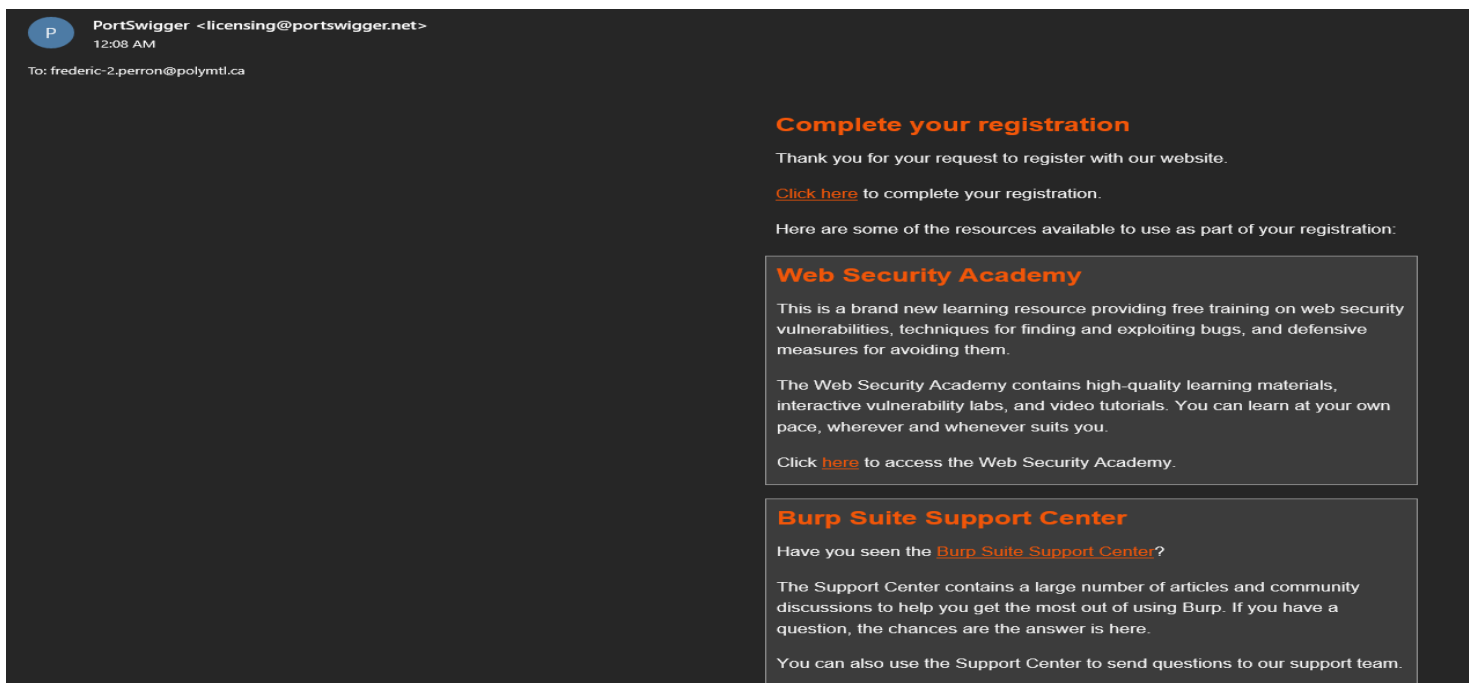 P
PortSwigger <licensing@portswigger.net>
12:08 AM
To: frederic-2.perron@polymtl.ca
Complete your registration
Thank you for your request to register with our website.
Click here to complete your registration.
Here are some of the resources available to use as part of your registration:
Web Security Academy
This is a brand new learning resource providing free training on web security
vulnerabilities, techniques for finding and exploiting bugs, and defensive
measures for avoiding them.
The Web Security Academy contains high-quality learning materials,
interactive vulnerability labs, and video tutorials. You can learn at your own
pace, wherever and whenever suits you.
Click here to access the Web Security Academy.
Burp Suite Support Center
Have you seen the Burp Suite Support Center?
The Support Center contains a large number of articles and community
discussions to help you get the most out of using Burp. If you have a
question, the chances are the answer is here.
You can also use the Support Center to send questions to our support team.